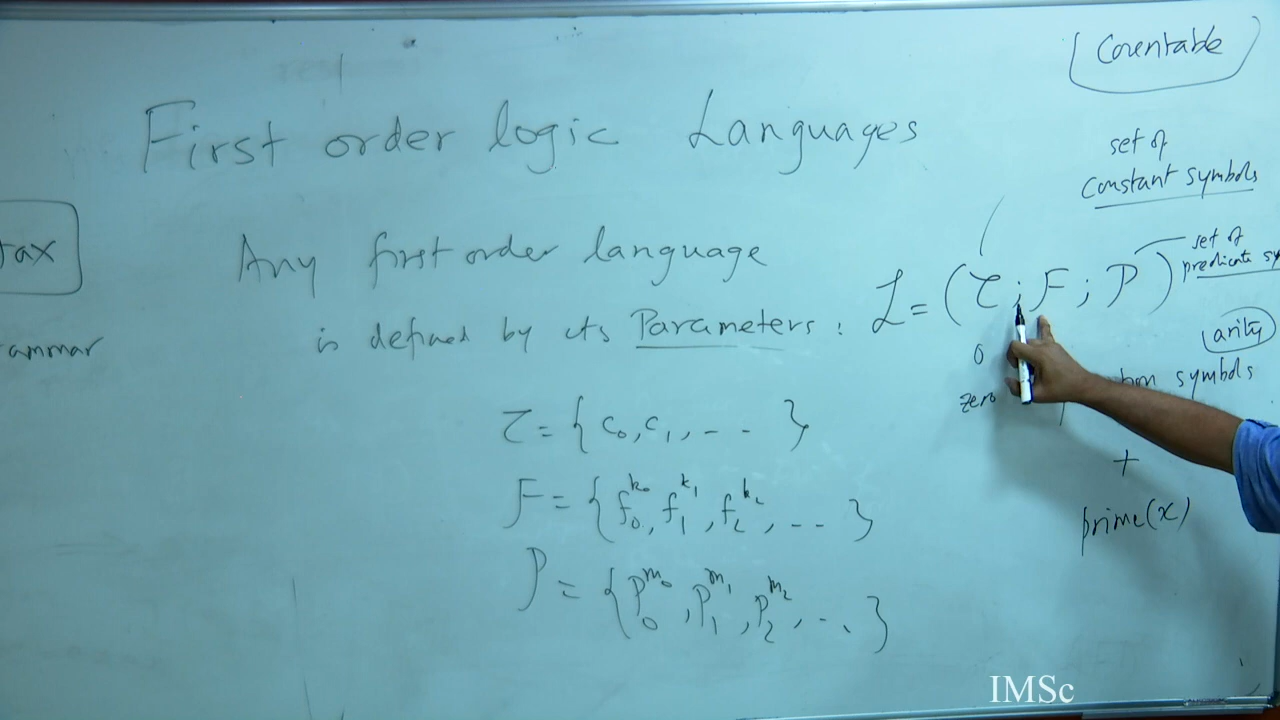 Countable
First order logic Languages
set of
constant symbols
tax
Any first order language
set of
predicate sy
L = (C ; F ; P)
is defined by its Parameters :
ammar
arity
0
symbols
zero
C = { c0, c1, - - }
+
F = { f0^k0, f1^k1, f2^k2, - - }
prime(x)
P = { P0^m0, P1^m1, P2^m2, - - }
IMSc